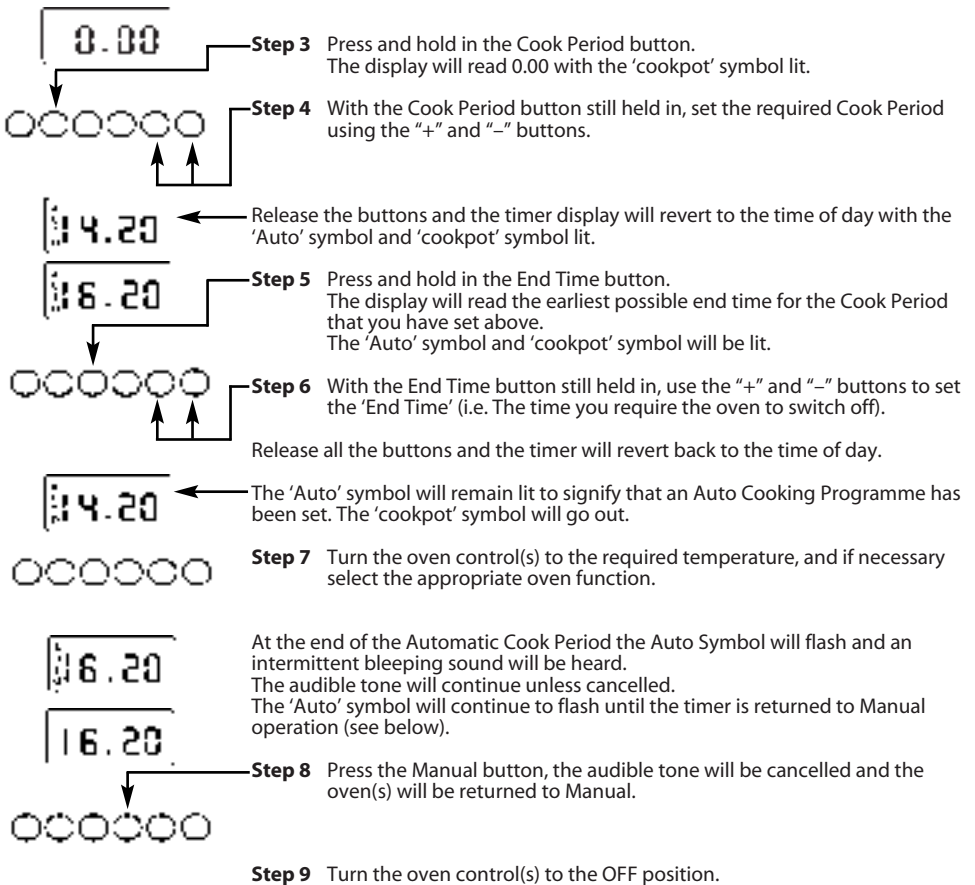 0.00
Step 3 Press and hold in the Cook Period button.
The display will read 0.00 with the ‘cookpot’ symbol lit.
Step 4 With the Cook Period button still held in, set the required Cook Period
using the “+” and “–” buttons.
14.20
Release the buttons and the timer display will revert to the time of day with the
‘Auto’ symbol and ‘cookpot’ symbol lit.
16.20
Step 5 Press and hold in the End Time button.
The display will read the earliest possible end time for the Cook Period
that you have set above.
The ‘Auto’ symbol and ‘cookpot’ symbol will be lit.
Step 6 With the End Time button still held in, use the “+” and “–” buttons to set
the ‘End Time’ (i.e. The time you require the oven to switch off).
Release all the buttons and the timer will revert back to the time of day.
14.20
The ‘Auto’ symbol will remain lit to signify that an Auto Cooking Programme has
been set. The ‘cookpot’ symbol will go out.
Step 7 Turn the oven control(s) to the required temperature, and if necessary
select the appropriate oven function.
16.20
At the end of the Automatic Cook Period the Auto Symbol will flash and an
intermittent bleeping sound will be heard.
The audible tone will continue unless cancelled.
The ‘Auto’ symbol will continue to flash until the timer is returned to Manual
operation (see below).
16.20
Step 8 Press the Manual button, the audible tone will be cancelled and the
oven(s) will be returned to Manual.
Step 9 Turn the oven control(s) to the OFF position.